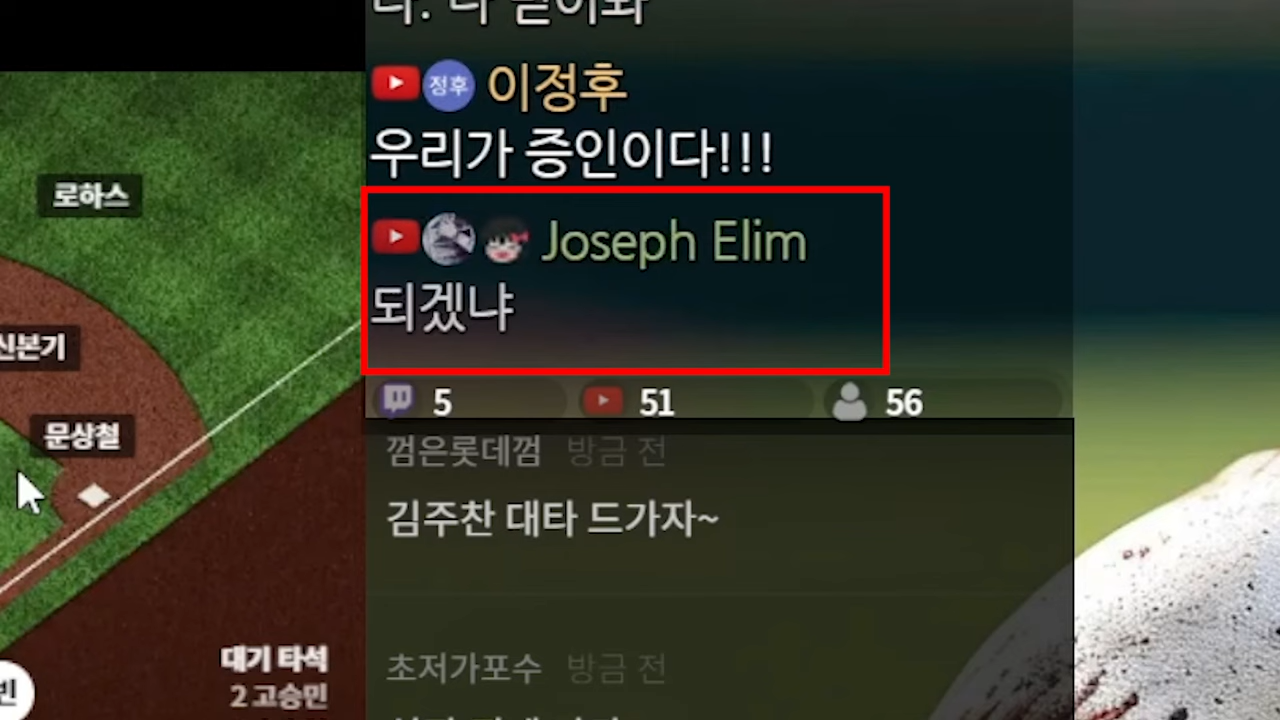 로하스
신본기
문상철
대기 타석
2 고승민
정후 이정후
우리가 증인이다!!!
Joseph Elim
되겠냐
5 51 56
껌은롯데껌 방금 전
김주찬 대타 드가자~
초저가포수 방금 전